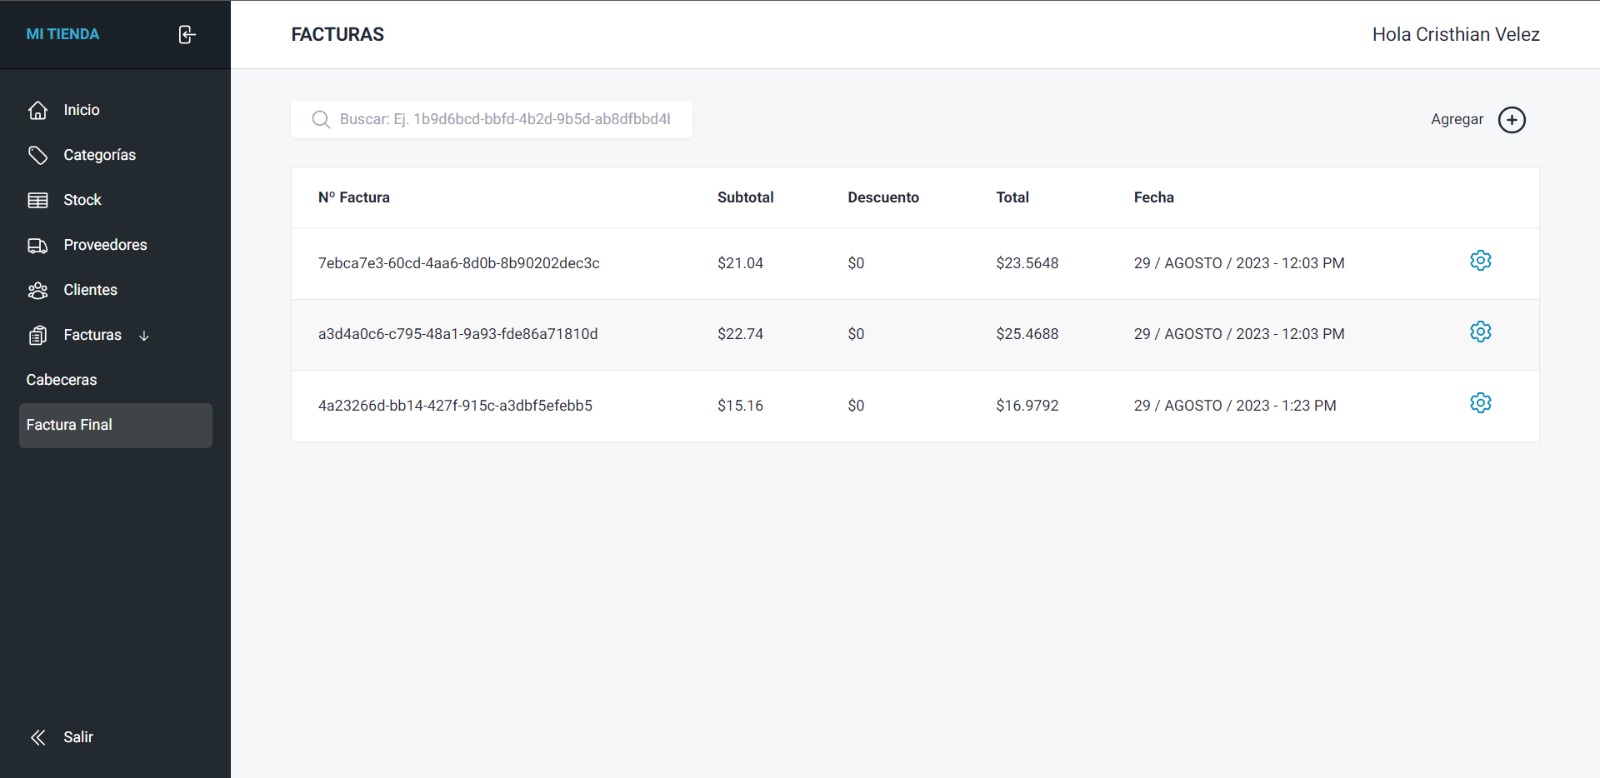 MI TIENDA
FACTURAS
Hola Cristhian Velez
Inicio
Categorías
Stock
Proveedores
Clientes
Facturas
Cabeceras
Factura Final
Salir
Buscar: Ej. 1b9d6bcd-bbfd-4b2d-9b5d-ab8dfbbd4
Agregar
Nº Factura Subtotal Descuento Total Fecha
7ebca7e3-60cd-4aa6-8d0b-8b90202dec3c $21.04 $0 $23.5648 29 / AGOSTO / 2023 - 12:03 PM
a3d4a0c6-c795-48a1-9a93-fde86a71810d $22.74 $0 $25.4688 29 / AGOSTO / 2023 - 12:03 PM
4a23266d-bb14-427f-915c-a3dbf5efebb5 $15.16 $0 $16.9792 29 / AGOSTO / 2023 - 1:23 PM